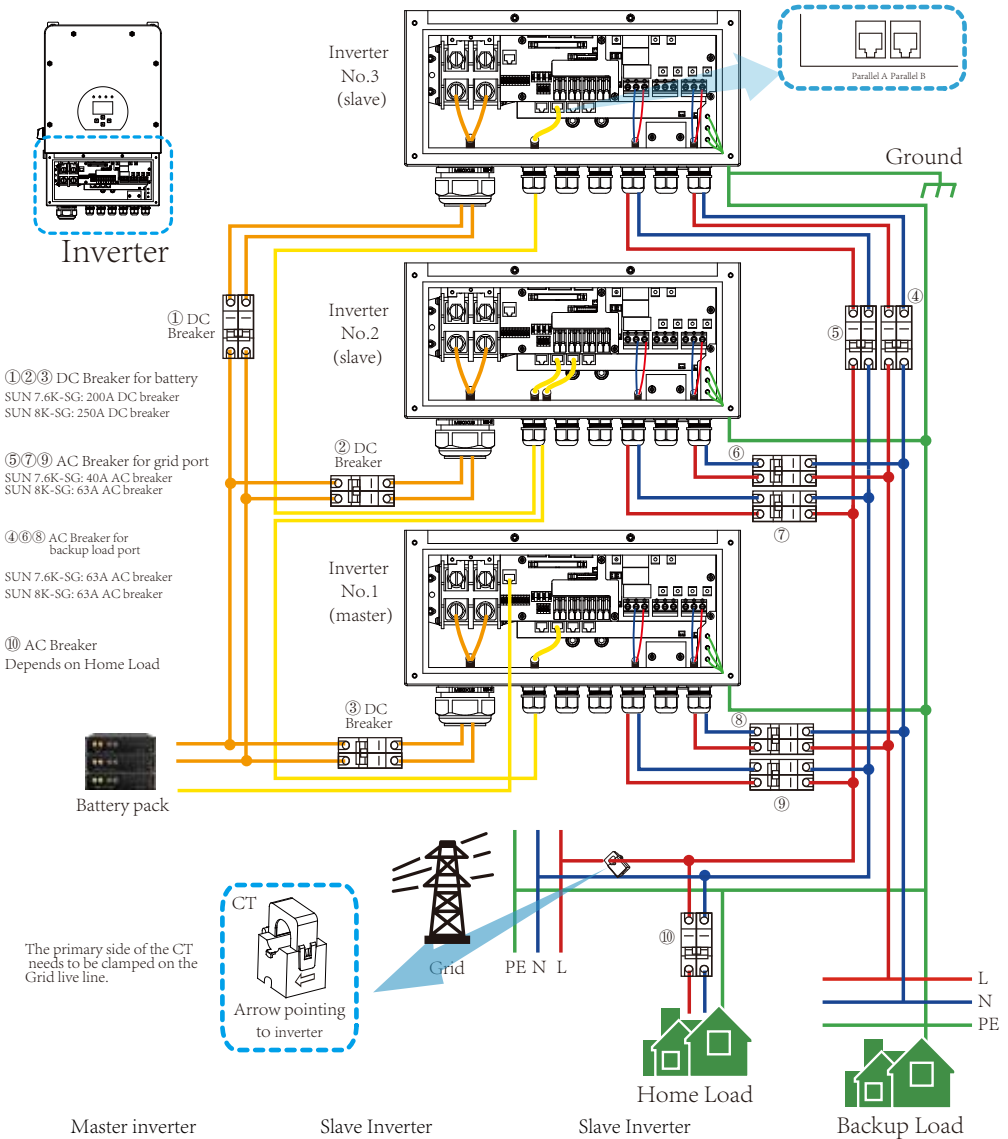 Inverter
No.3
(slave)
Parallel A Parallel B
Ground
Inverter
① DC
Breaker
Inverter
No.2
(slave)
④
⑤
①②③ DC Breaker for battery
SUN 7.6K-SG: 200A DC breaker
SUN 8K-SG: 250A DC breaker
② DC
Breaker
⑥
⑤⑦⑨ AC Breaker for grid port
SUN 7.6K-SG: 40A AC breaker
SUN 8K-SG: 63A AC breaker
⑦
④⑥⑧ AC Breaker for
backup load port
SUN 7.6K-SG: 63A AC breaker
SUN 8K-SG: 63A AC breaker
Inverter
No.1
(master)
⑩ AC Breaker
Depends on Home Load
③ DC
Breaker
⑧
Battery pack
⑨
CT
The primary side of the CT
needs to be clamped on the
Grid live line.
Arrow pointing
to inverter
Grid
PE N L
⑩
L
N
PE
Home Load
Backup Load
Master inverter
Slave Inverter
Slave Inverter